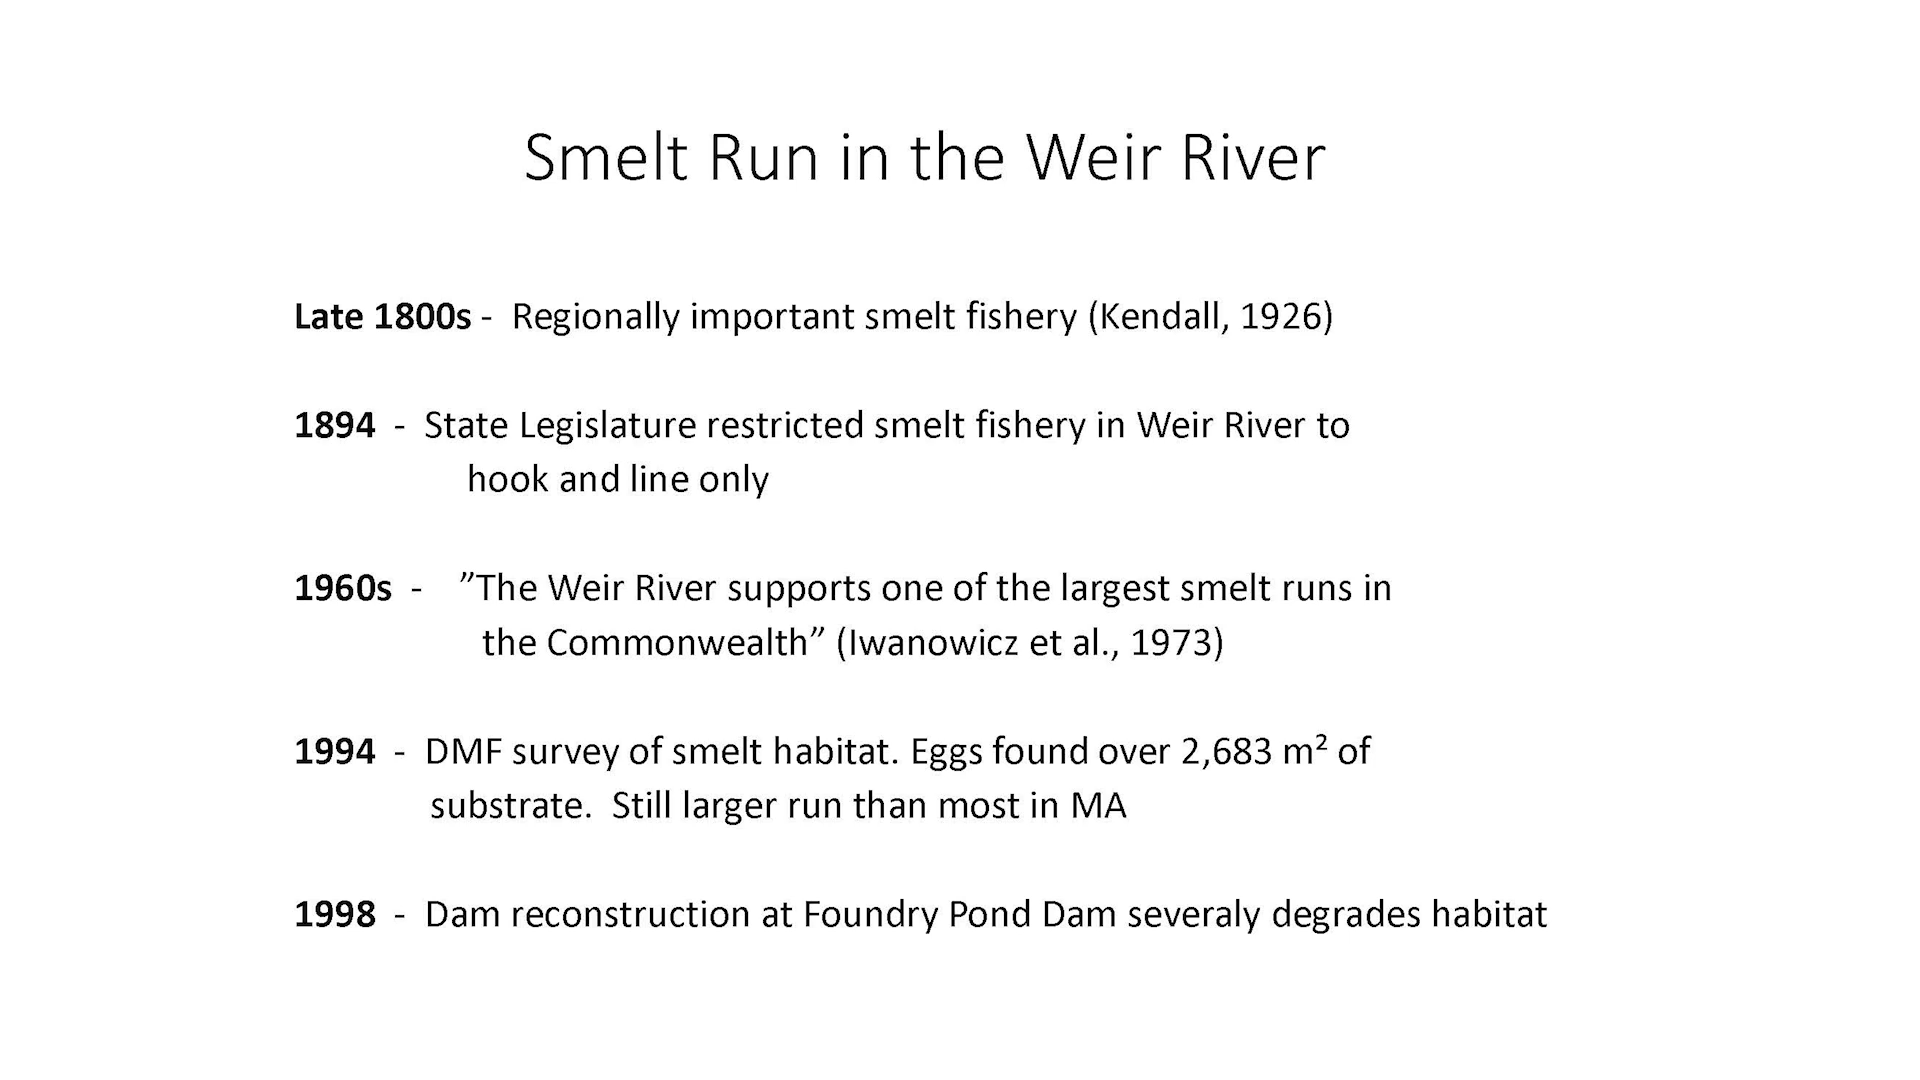 Smelt Run in the Weir River
Late 1800s - Regionally important smelt fishery (Kendall, 1926)
1894 - State Legislature restricted smelt fishery in Weir River to
hook and line only
1960s - ”The Weir River supports one of the largest smelt runs in
the Commonwealth” (Iwanowicz et al., 1973)
1994 - DMF survey of smelt habitat. Eggs found over 2,683 m² of
substrate. Still larger run than most in MA
1998 - Dam reconstruction at Foundry Pond Dam severaly degrades habitat